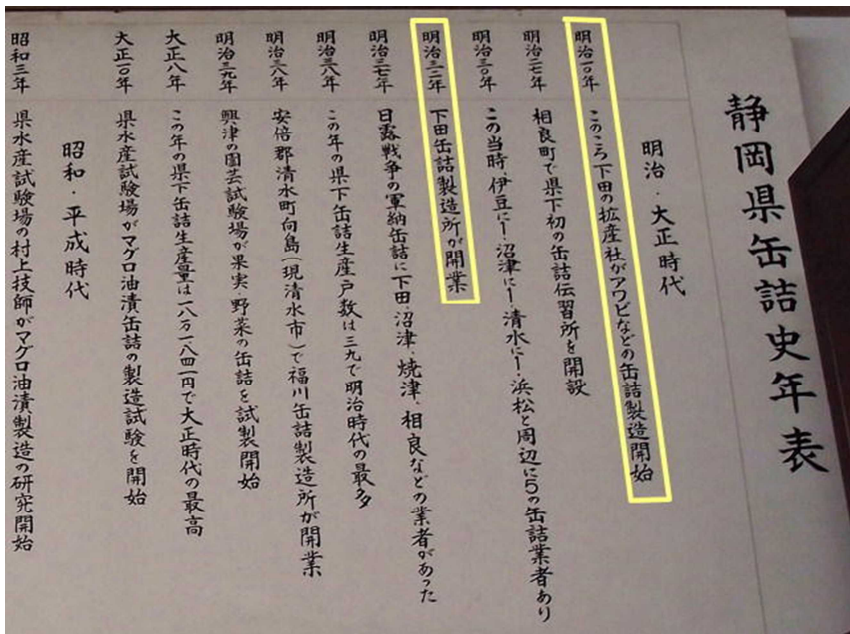 静岡県缶詰史年表
明治・大正時代
明治一〇年 このころ下田の拡産社がアワビなどの缶詰製造開始
明治二七年 相良町で県下初の缶詰伝習所を開設
明治三〇年 この当時、伊豆に1・沼津に1・清水に1・浜松と周辺に5の缶詰業者あり
明治三二年 下田缶詰製造所が開業
明治三七年 日露戦争の軍納缶詰に下田、沼津、焼津、相良などの業者があった
明治三八年 この年の県下缶詰生産戸数は三九で明治時代の最多
明治三八年 安倍郡清水町向島(現清水市)で福川缶詰製造所が開業
明治三九年 興津の園芸試験場が果実、野菜の缶詰を試製開始
大正八年 この年の県下缶詰生産量は一八万一八四一円で大正時代の最高
大正一〇年 県水産試験場がマグロ油漬缶詰の製造試験を開始
昭和・平成時代
昭和三年 県水産試験場の村上技師がマグロ油漬製造の研究開始